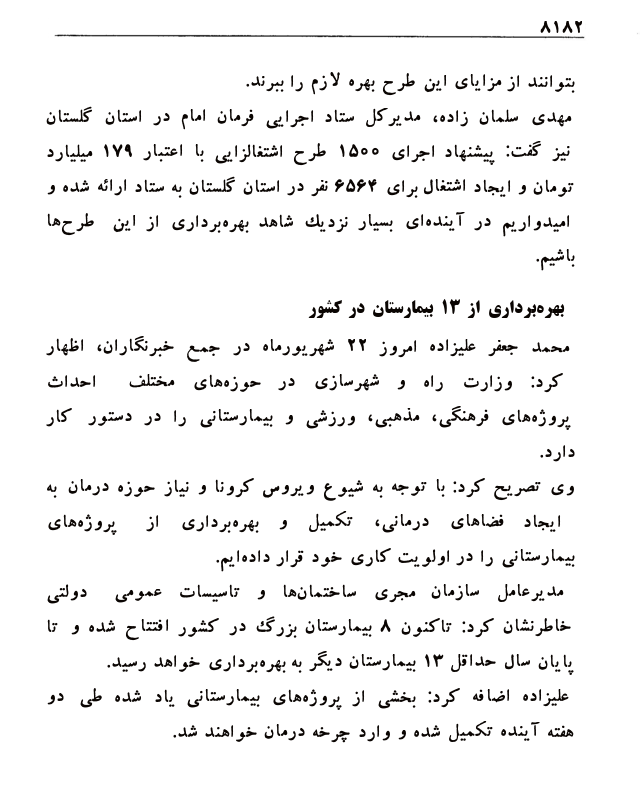 ۸۱۸۲
بتوانند از مزایای این طرح بهره لازم را ببرند.
مهدی سلمان زاده، مدیرکل ستاد اجرایی فرمان امام در استان گلستان
نیز گفت: پیشنهاد اجرای ۱۵۰۰ طرح اشتغالزایی با اعتبار ۱۷۹ میلیارد
تومان و ایجاد اشتغال برای ۶۵۶۴ نفر در استان گلستان به ستاد ارائه شده و
امیدواریم در آینده‌ای بسیار نزدیك شاهد بهره‌برداری از این طرح‌ها
باشیم.
بهره‌برداری از ۱۳ بیمارستان در کشور
محمد جعفر علیزاده امروز ۲۲ شهریورماه در جمع خبرنگاران، اظهار
کرد: وزارت راه و شهرسازی در حوزه‌های مختلف احداث
پروژه‌های فرهنگی، مذهبی، ورزشی و بیمارستانی را در دستور کار
دارد.
وی تصریح کرد: با توجه به شیوع ویروس کرونا و نیاز حوزه درمان به
ایجاد فضاهای درمانی، تکمیل و بهره‌برداری از پروژه‌های
بیمارستانی را در اولویت کاری خود قرار داده‌ایم.
مدیرعامل سازمان مجری ساختمان‌ها و تاسیسات عمومی دولتی
خاطرنشان کرد: تاکنون ۸ بیمارستان بزرگ در کشور افتتاح شده و تا
پایان سال حداقل ۱۳ بیمارستان دیگر به بهره‌برداری خواهد رسید.
علیزاده اضافه کرد: بخشی از پروژه‌های بیمارستانی یاد شده طی دو
هفته آینده تکمیل شده و وارد چرخه درمان خواهند شد.